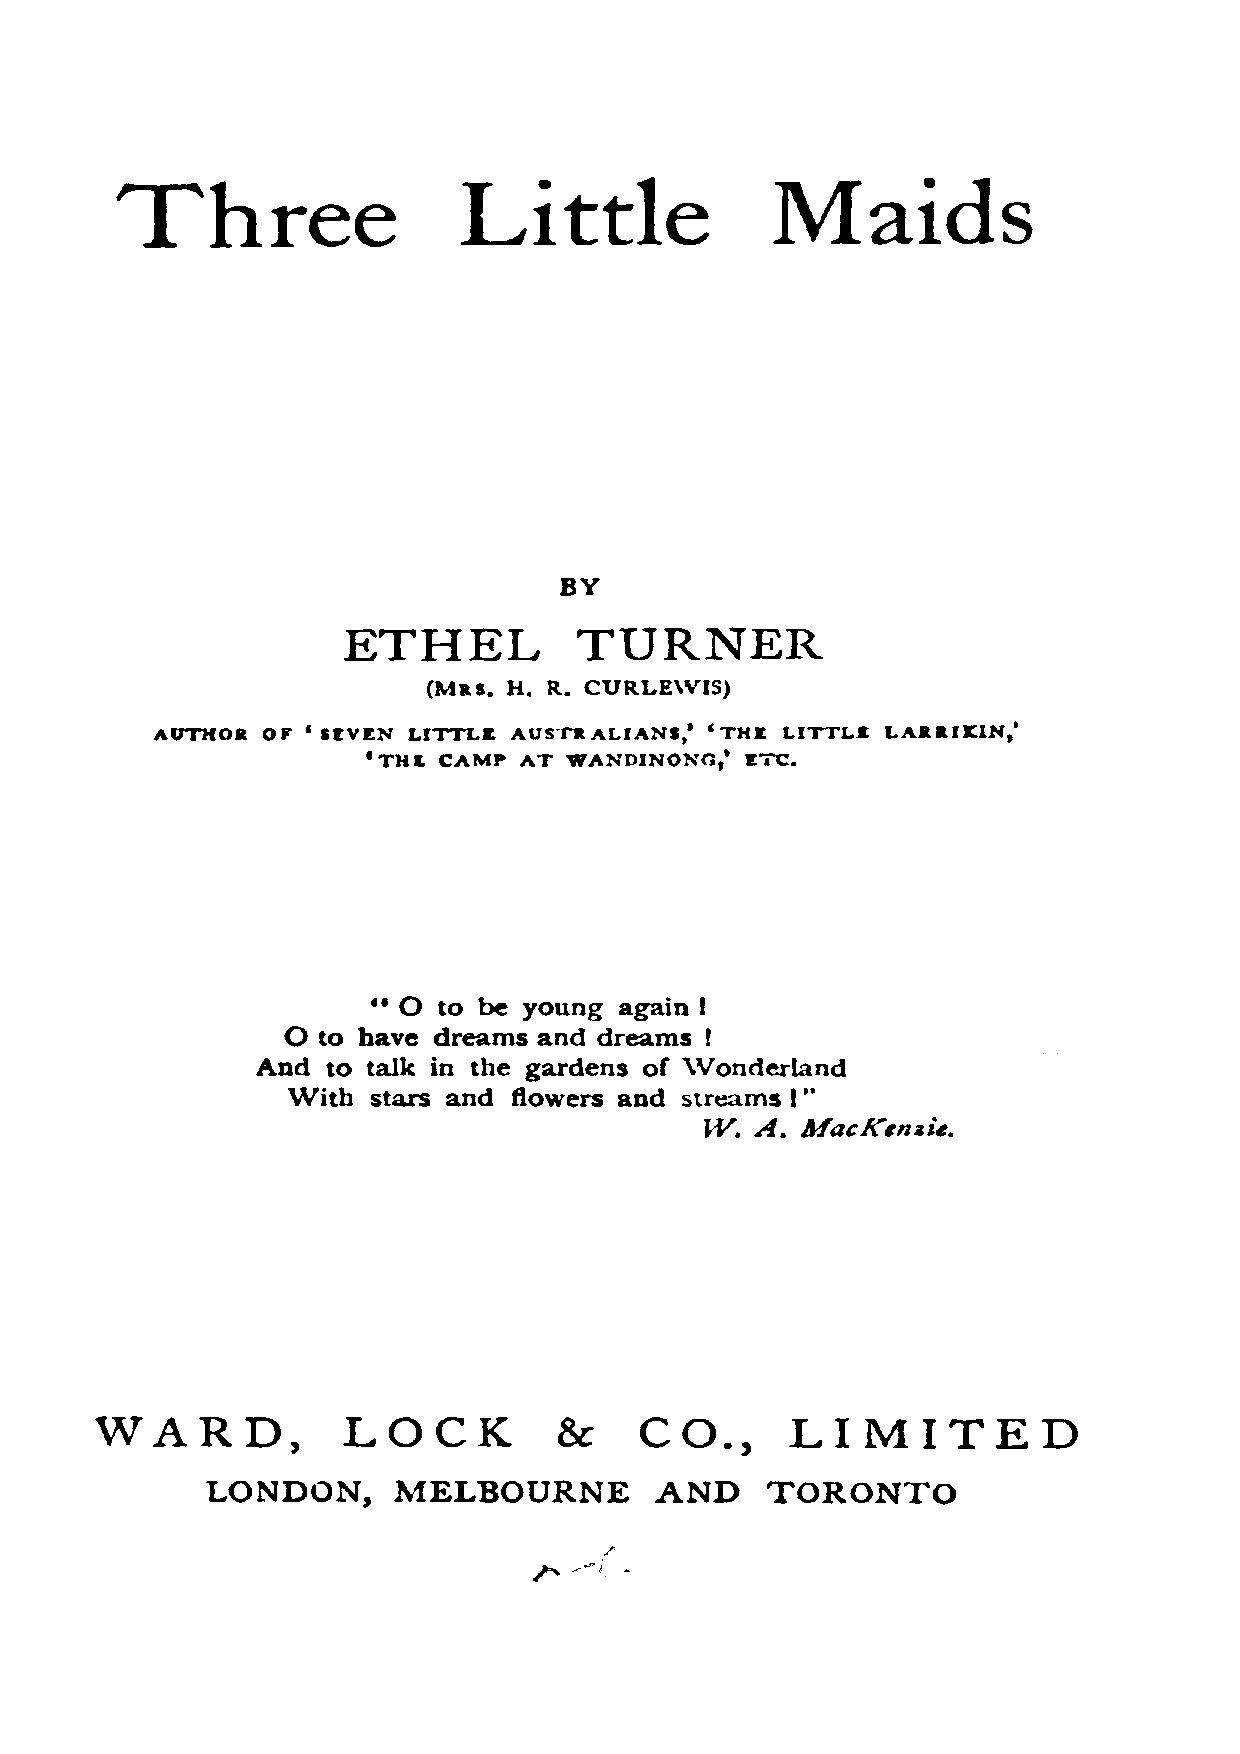 Three Little Maids
BY
ETHEL TURNER
(MRS. H. R. CURLEWIS)
AUTHOR OF ‘SEVEN LITTLE AUSTRALIANS,’ ‘THE LITTLE LARRIKIN,’
‘THE CAMP AT WANDINONG,’ ETC.
“O to be young again!
O to have dreams and dreams!
And to talk in the gardens of Wonderland
With stars and flowers and streams!”
W. A. MacKenzie.
WARD, LOCK & CO., LIMITED
LONDON, MELBOURNE AND TORONTO